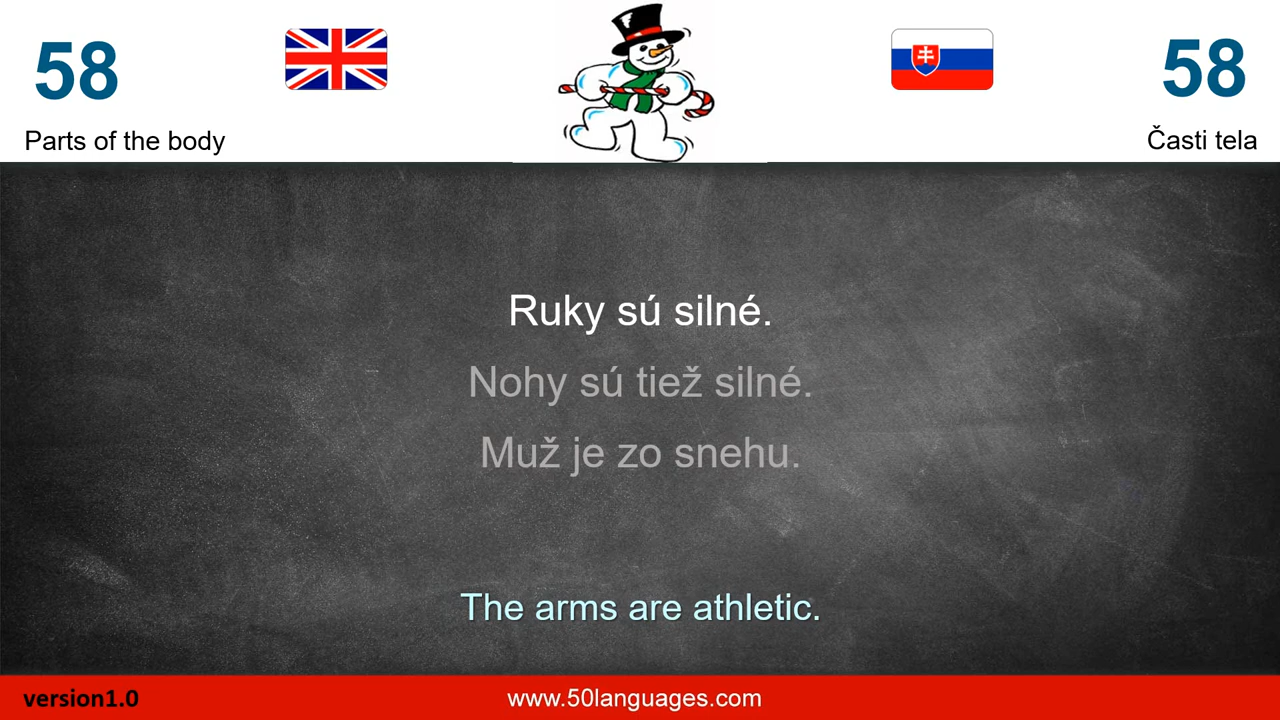 58
58
Parts of the body
Časti tela
Ruky sú silné.
Nohy sú tiež silné.
Muž je zo snehu.
The arms are athletic.
version1.0
www.50languages.com